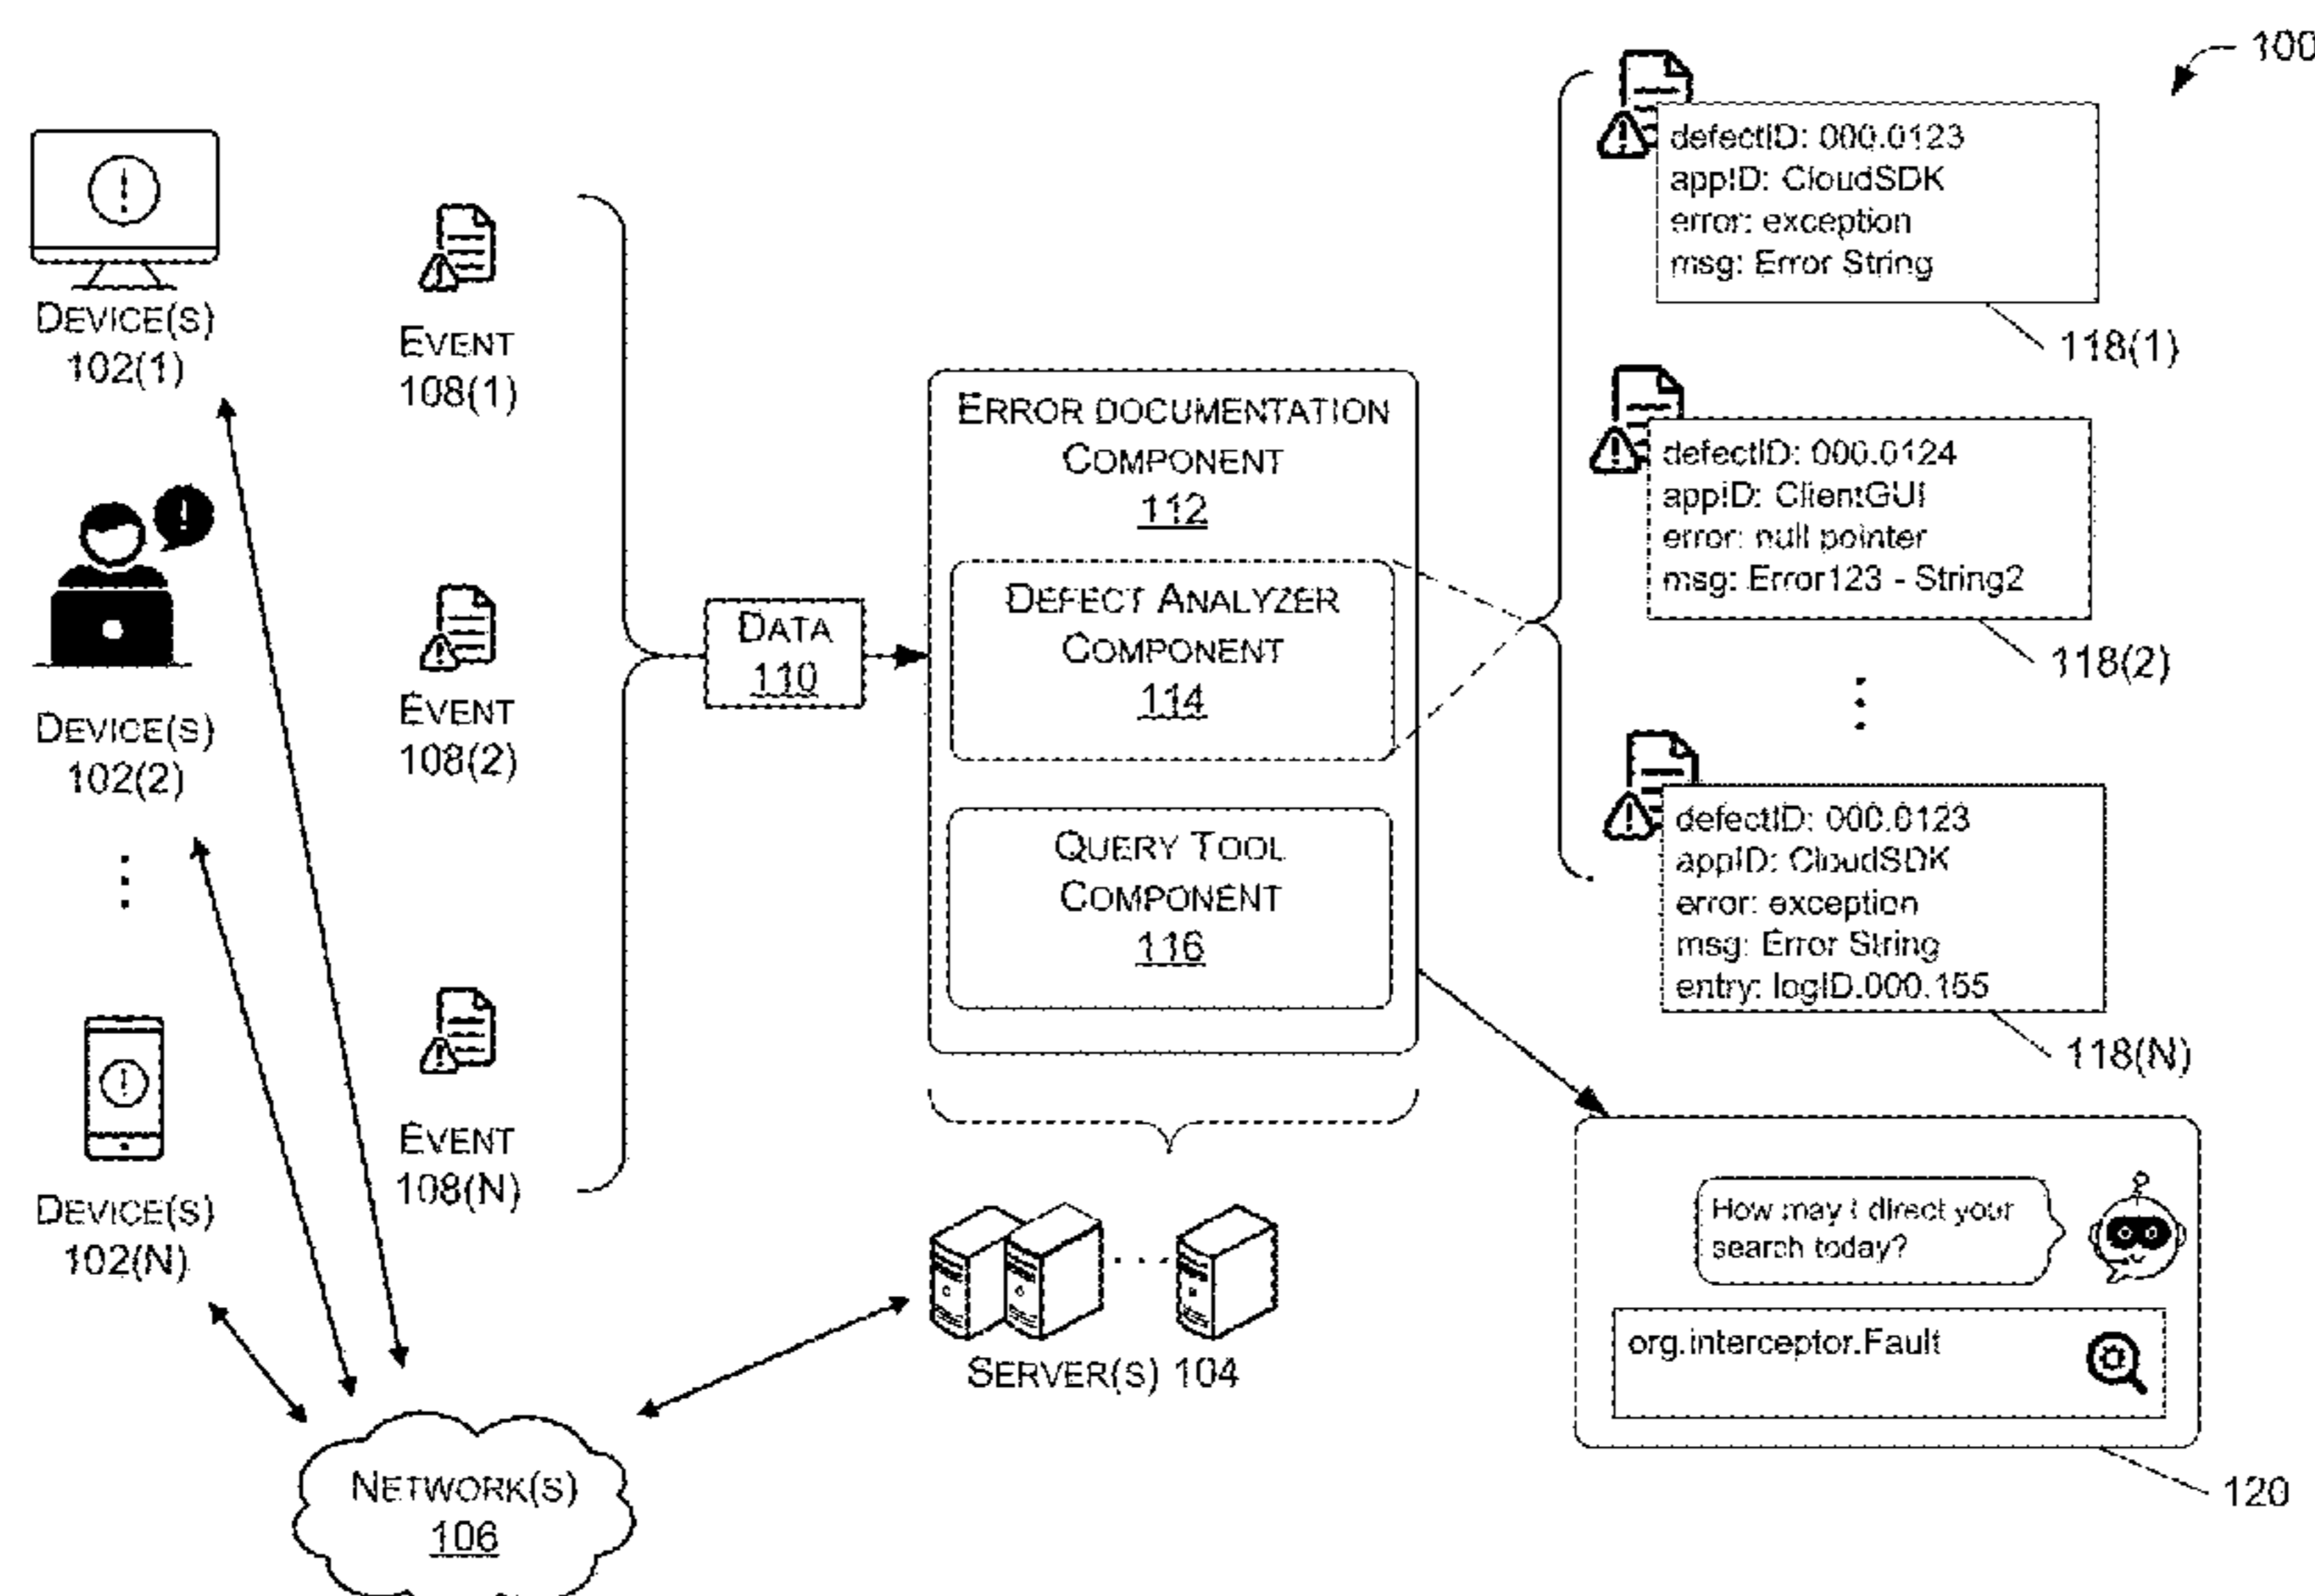 100
DEVICE(S)
102(1)
DEVICE(S)
102(2)
DEVICE(S)
102(N)
EVENT
108(1)
EVENT
108(2)
EVENT
108(N)
DATA
110
ERROR DOCUMENTATION
COMPONENT
112
DEFECT ANALYZER
COMPONENT
114
QUERY TOOL
COMPONENT
116
defectID: 000.0123
appID: CloudSDK
error: exception
msg: Error String
118(1)
defectID: 000.0124
appID: ClientGUI
error: null pointer
msg: Error123 - String2
118(2)
defectID: 000.0123
appID: CloudSDK
error: exception
msg: Error String
entry: logID.000.155
118(N)
How may I direct your
search today?
org.interceptor.Fault
120
SERVER(S) 104
NETWORK(S)
106